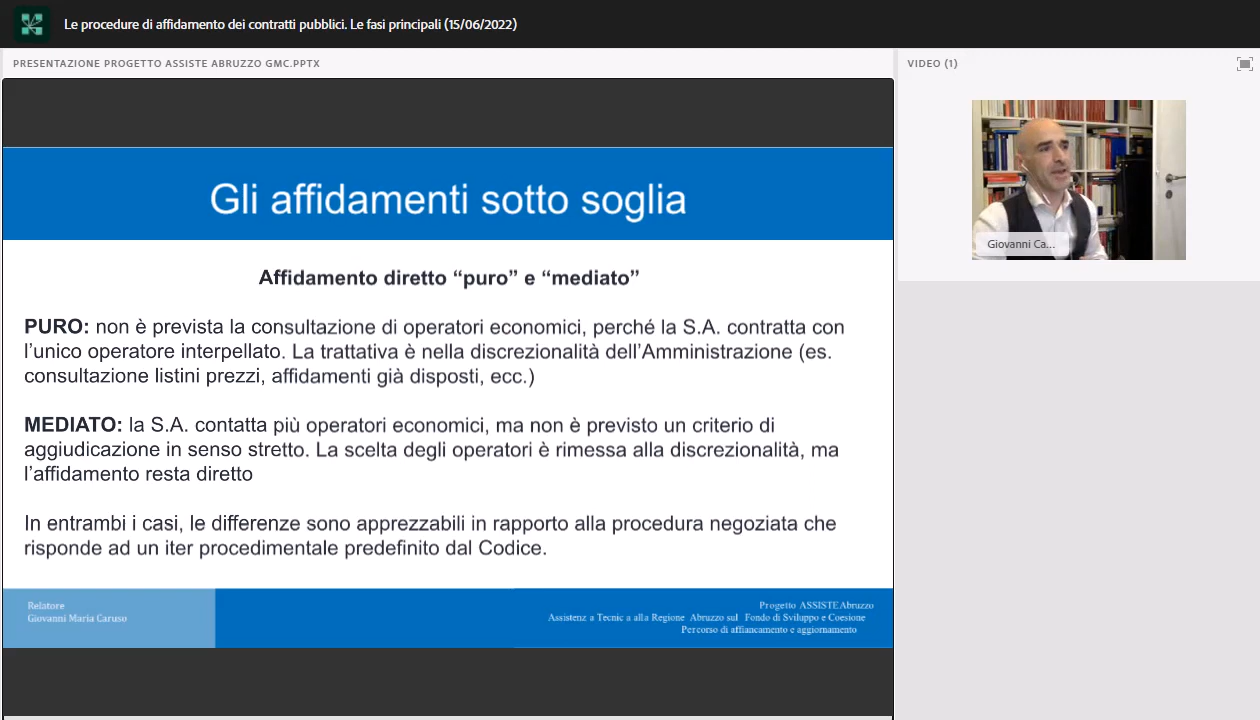 Le procedure di affidamento dei contratti pubblici. Le fasi principali (15/06/2022)
PRESENTAZIONE PROGETTO ASSISTE ABRUZZO GMC.PPTX
VIDEO (1)
Giovanni Ca...
Gli affidamenti sotto soglia
Affidamento diretto “puro” e “mediato”
PURO: non è prevista la consultazione di operatori economici, perché la S.A. contratta con
l’unico operatore interpellato. La trattativa è nella discrezionalità dell’Amministrazione (es.
consultazione listini prezzi, affidamenti già disposti, ecc.)
MEDIATO: la S.A. contatta più operatori economici, ma non è previsto un criterio di
aggiudicazione in senso stretto. La scelta degli operatori è rimessa alla discrezionalità, ma
l’affidamento resta diretto
In entrambi i casi, le differenze sono apprezzabili in rapporto alla procedura negoziata che
risponde ad un iter procedimentale predefinito dal Codice.
Relatore
Giovanni Maria Caruso
Progetto ASSISTE Abruzzo
Assistenz a Tecnic a alla Regione Abruzzo sul Fondo di Sviluppo e Coesione
Percorso di affiancamento e aggiornamento